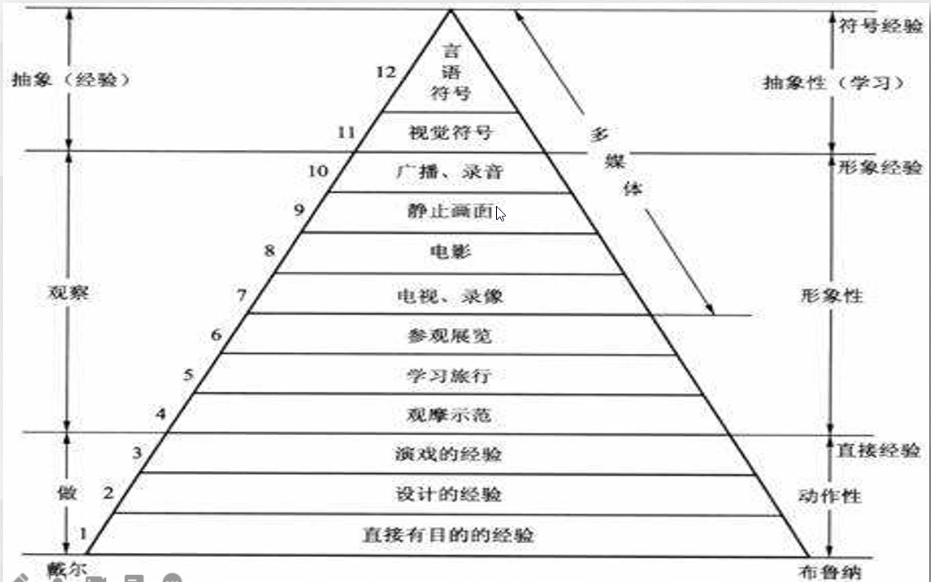 符号经验
抽象（经验）
12
言
语
符号
抽象性（学习）
11
视觉符号
多
媒
体
形象经验
10
广播、录音
9
静止画面
8
电影
观察
7
电视、录像
形象性
6
参观展览
5
学习旅行
4
观摩示范
3
演戏的经验
直接经验
做
2
设计的经验
动作性
1
直接有目的的经验
戴尔
布鲁纳